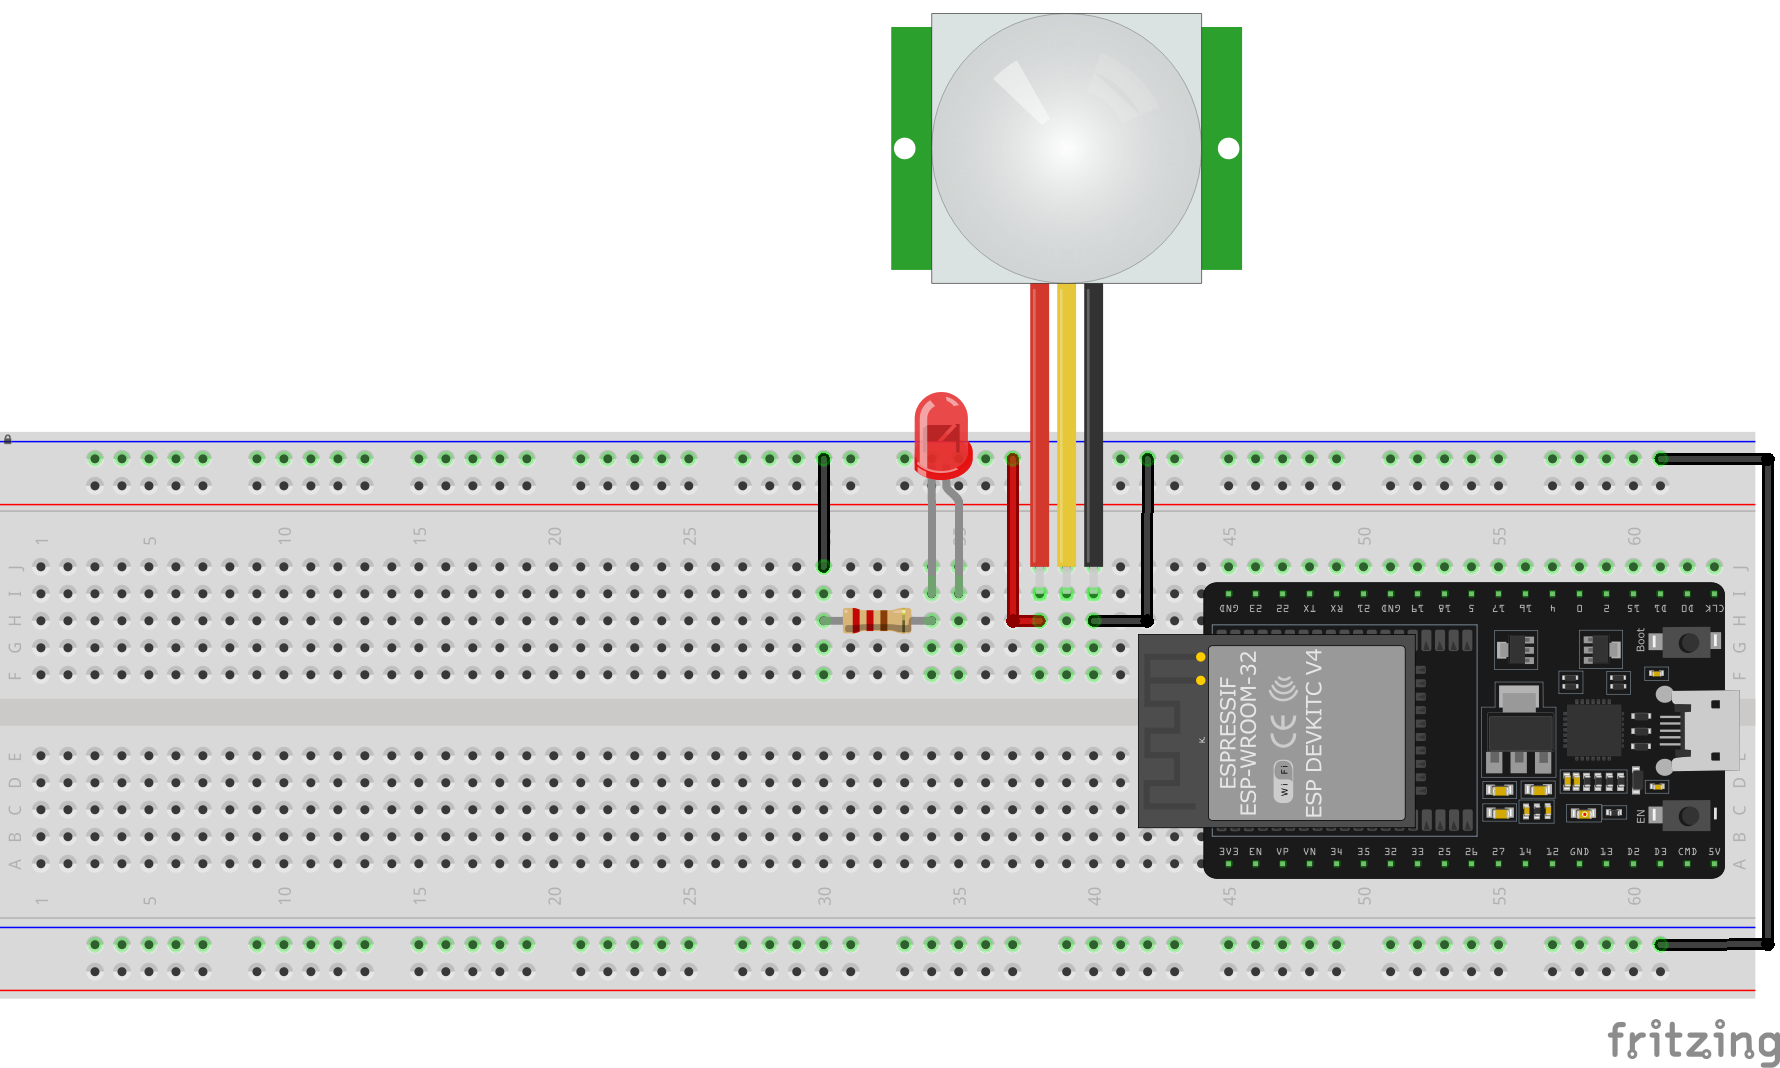 1 5 10 15 20 25 35 45 50 55 60
J J
I I
H H
G G
F F
GND 23 22 TX RX 21 GND 19 18 5 17 16 4 0 2 15 D1 D0 CLK
Boot
ESPRESSIF
ESP-WROOM-32
Wi Fi
CE
ESP DEVKITC V4
K
EN
E E
D D
C C
B B
A A
3V3 EN VP VN 34 35 32 33 25 26 27 14 12 GND 13 D2 D3 CMD 5V
1 5 10 15 20 25 30 35 40 45 50 55 60
fritzing